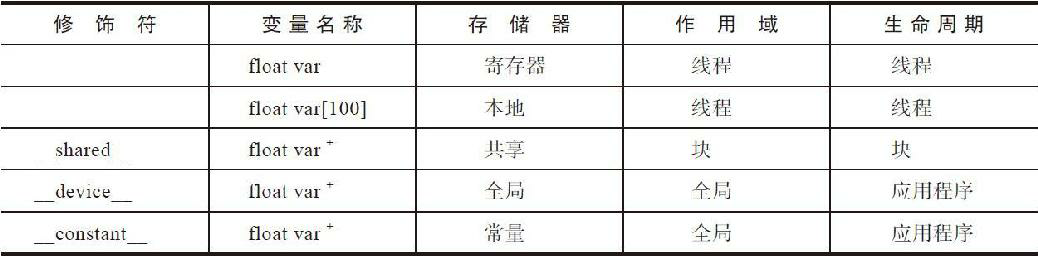 修 饰 符 变量名称 存 储 器 作 用 域 生命周期
float var 寄存器 线程 线程
float var[100] 本地 线程 线程
__shared__ float var + 共享 块 块
__device__ float var + 全局 全局 应用程序
__constant__ float var + 常量 全局 应用程序